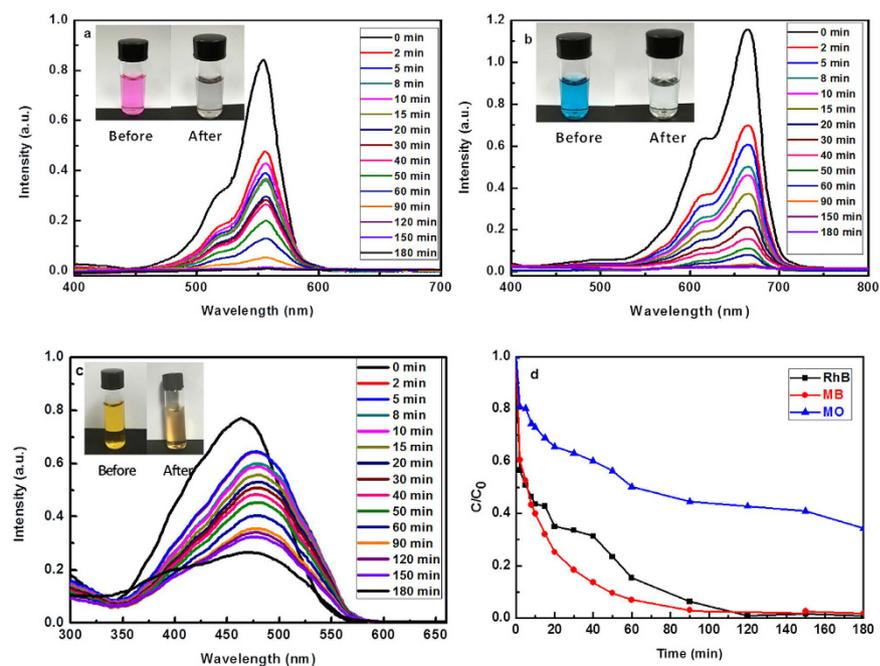 a
Before After
0 min
2 min
5 min
8 min
10 min
15 min
20 min
30 min
40 min
50 min
60 min
90 min
120 min
150 min
180 min
Intensity (a.u.)
1.0
0.8
0.6
0.4
0.2
0.0
400 500 600 700
Wavelength (nm)
b
Before After
0 min
2 min
5 min
8 min
10 min
15 min
20 min
30 min
40 min
50 min
60 min
90 min
150 min
180 min
Intensity (a.u.)
1.2
1.0
0.8
0.6
0.4
0.2
0.0
400 500 600 700 800
Wavelength (nm)
c
Before After
0 min
2 min
5 min
8 min
10 min
15 min
20 min
30 min
40 min
50 min
60 min
90 min
120 min
150 min
180 min
Intensity (a.u.)
1.0
0.8
0.6
0.4
0.2
0.0
300 350 400 450 500 550 600 650
Wavelength (nm)
d
RhB
MB
MO
C/C0
1.0
0.8
0.6
0.4
0.2
0.0
0 20 40 60 80 100 120 140 160 180
Time (min)